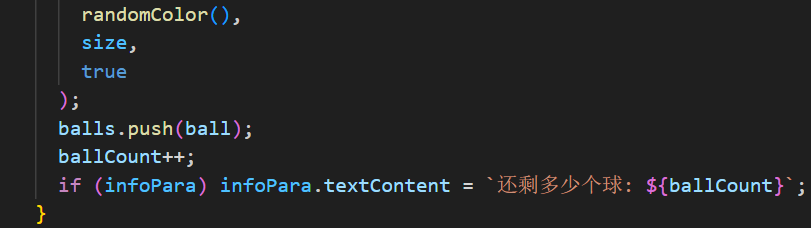 randomColor(),
size,
true
);
balls.push(ball);
ballCount++;
if (infoPara) infoPara.textContent = `还剩多少个球: ${ballCount}`;
}